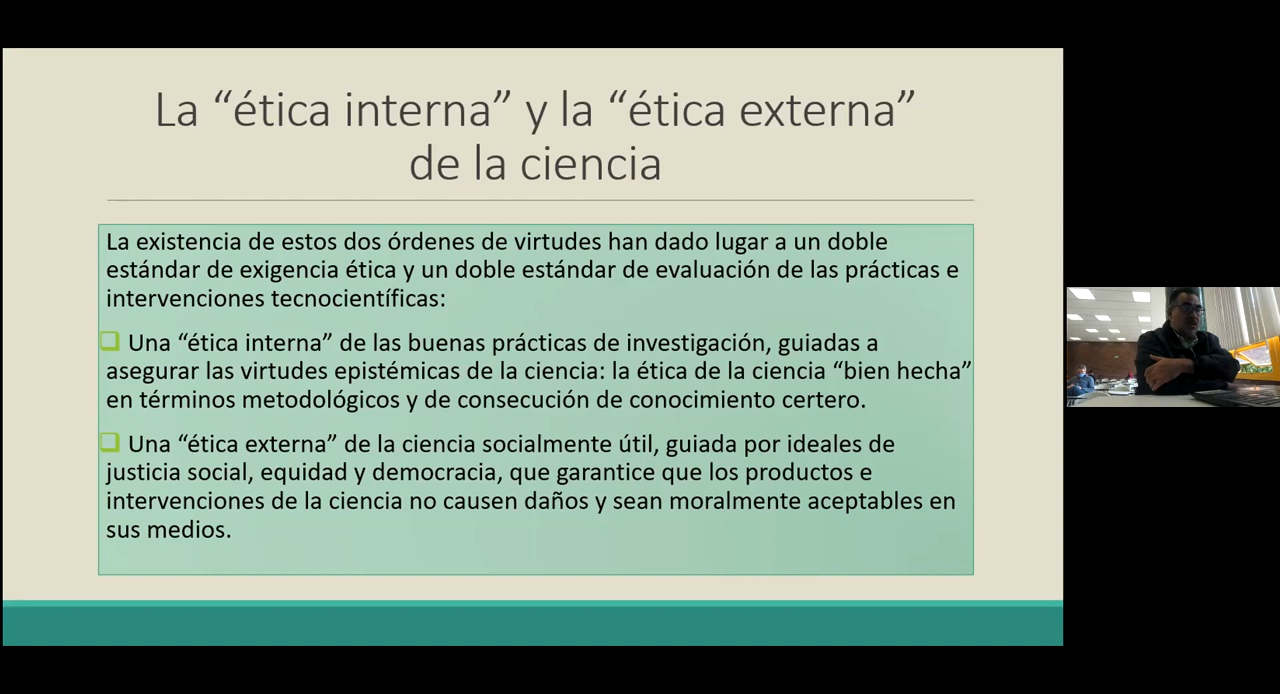 La “ética interna” y la “ética externa”
de la ciencia
La existencia de estos dos órdenes de virtudes han dado lugar a un doble
estándar de exigencia ética y un doble estándar de evaluación de las prácticas e
intervenciones tecnocientíficas:
Una “ética interna” de las buenas prácticas de investigación, guiadas a
asegurar las virtudes epistémicas de la ciencia: la ética de la ciencia “bien hecha”
en términos metodológicos y de consecución de conocimiento certero.
Una “ética externa” de la ciencia socialmente útil, guiada por ideales de
justicia social, equidad y democracia, que garantice que los productos e
intervenciones de la ciencia no causen daños y sean moralmente aceptables en
sus medios.